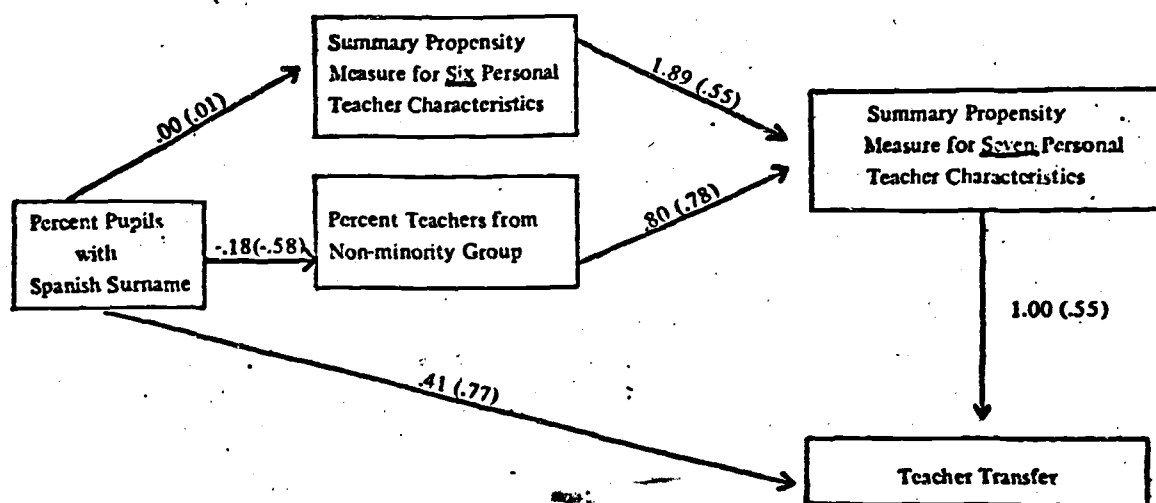 Summary Propensity
Measure for Six Personal
Teacher Characteristics
1.89 (.55)
.00 (.01)
Summary Propensity
Measure for Seven Personal
Teacher Characteristics
Percent Pupils
with
Spanish Surname
-.18(-.58)
Percent Teachers from
Non-minority Group
.80 (.78)
1.00 (.55)
.41 (.77)
Teacher Transfer